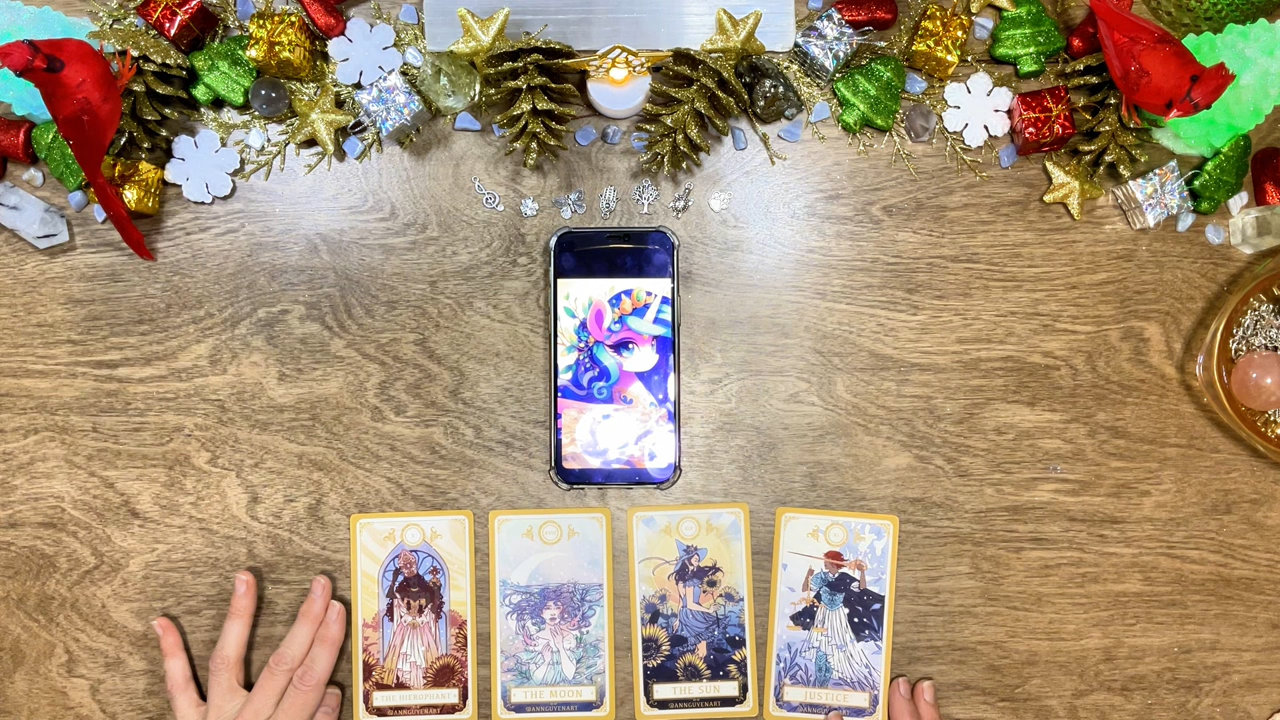 THE HIEROPHANT
@ANNGUYENART
THE MOON
@ANNGUYENART
THE SUN
@ANNGUYENART
JUSTICE
@ANNGUYENART